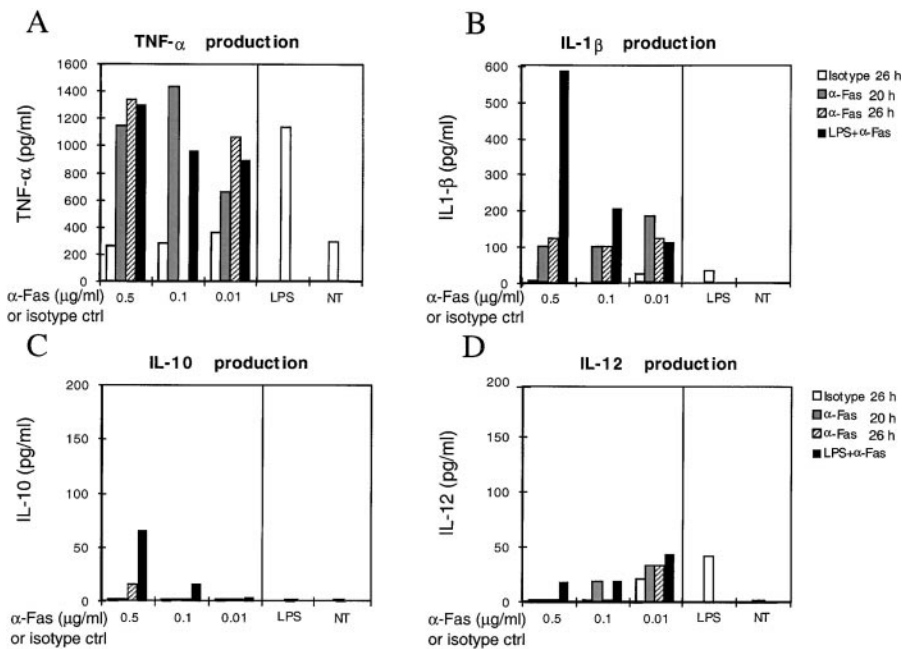 A
TNF-α production
TNF-α (pg/ml)
1600
1400
1200
1000
800
600
400
200
0
α-Fas (μg/ml) 0.5 0.1 0.01 LPS NT
or isotype ctrl
B
IL-1β production
IL1-β (pg/ml)
600
500
400
300
200
100
0
α-Fas (μg/ml) 0.5 0.1 0.01 LPS NT
or isotype ctrl
Isotype 26 h
α-Fas 20 h
α-Fas 26 h
LPS+α-Fas
C
IL-10 production
IL-10 (pg/ml)
200
150
100
50
0
α-Fas (μg/ml) 0.5 0.1 0.01 LPS NT
or isotype ctrl
D
IL-12 production
IL-12 (pg/ml)
200
150
100
50
0
α-Fas (μg/ml) 0.5 0.1 0.01 LPS NT
or isotype ctrl
Isotype 26 h
α-Fas 20 h
α-Fas 26 h
LPS+α-Fas